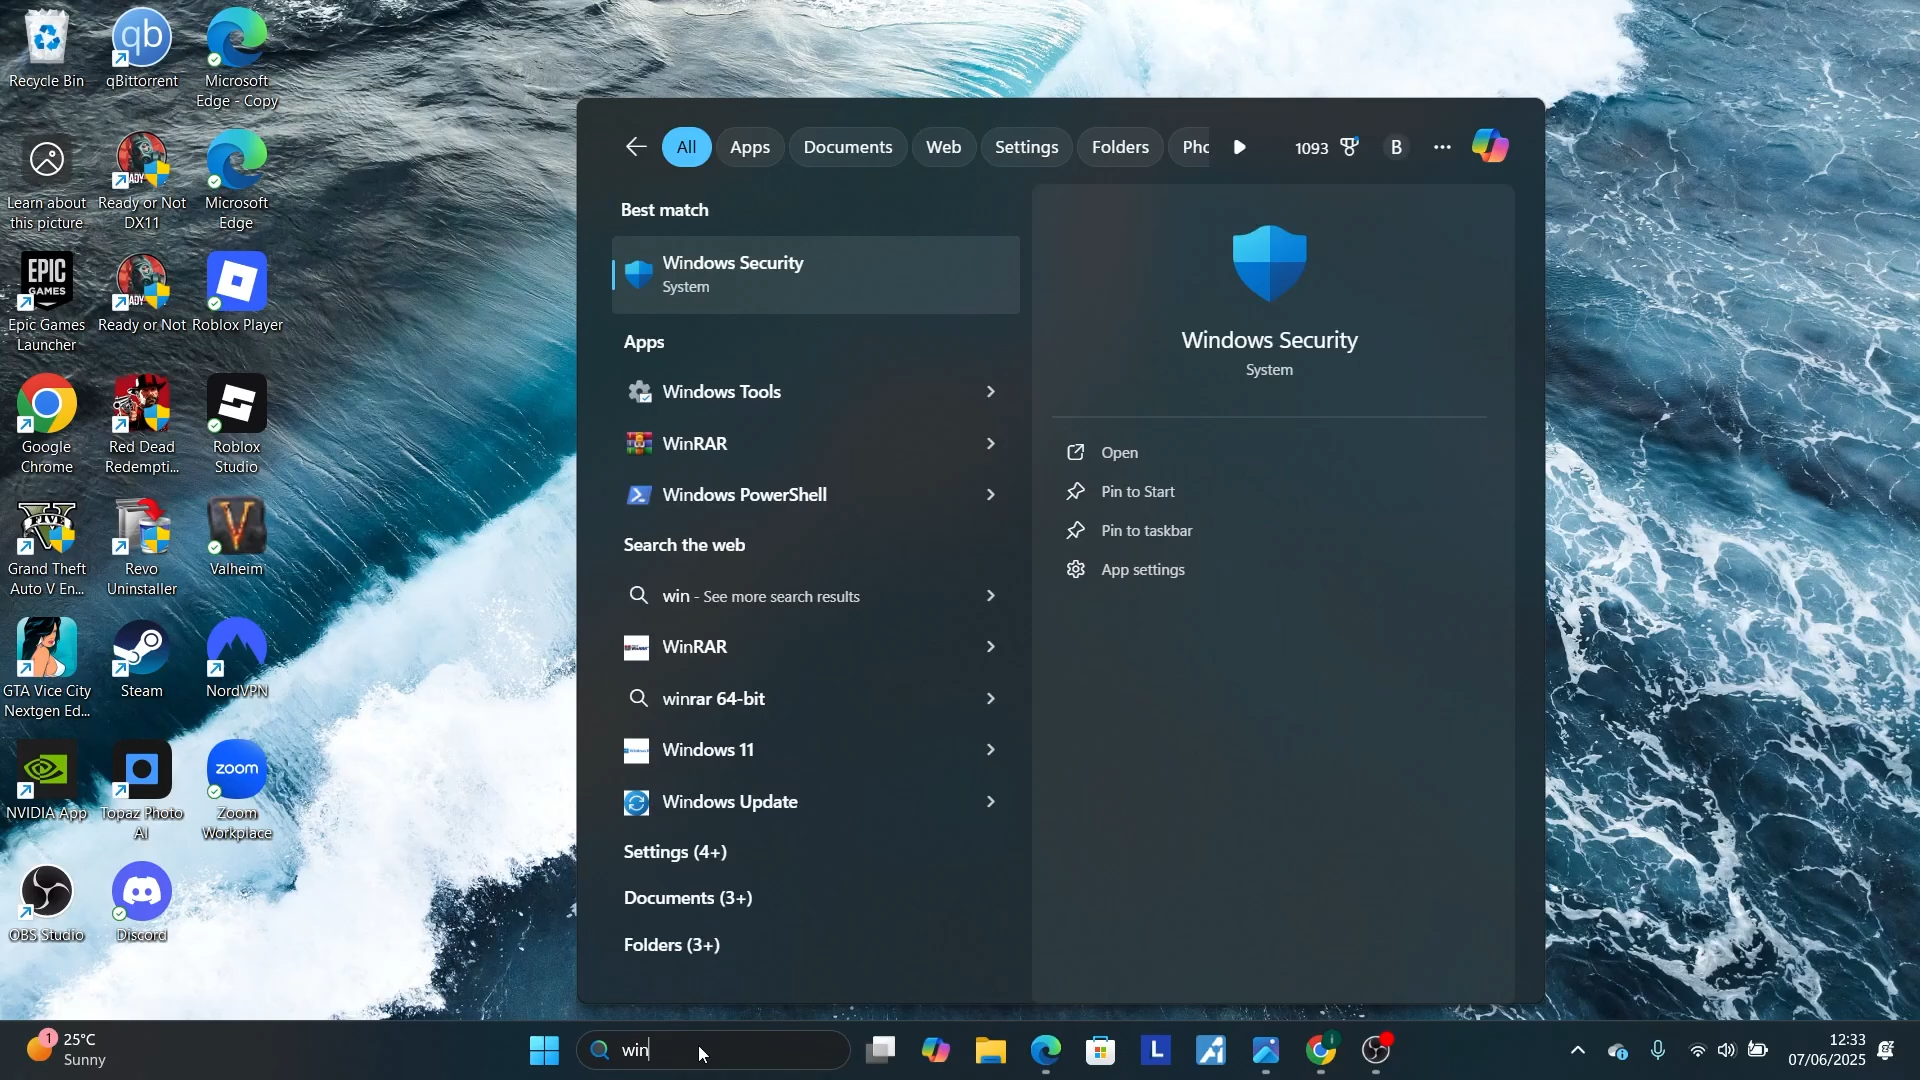 Recycle Bin
qBittorrent
Microsoft
Edge - Copy
Learn about
this picture
Ready or Not
DX11
Microsoft
Edge
Epic Games
Launcher
Ready or Not
Roblox Player
Google
Chrome
Red Dead
Redempti...
Roblox
Studio
Grand Theft
Auto V En...
Revo
Uninstaller
Valheim
GTA Vice City
Nextgen Ed...
Steam
NordVPN
NVIDIA App
Topaz Photo
AI
Zoom
Workplace
OBS Studio
Discord
qb
EPIC
GAMES
FIVE
V
zoom
All
Apps
Documents
Web
Settings
Folders
Phc
1093
B
Best match
Windows Security
System
Apps
Windows Tools
WinRAR
Windows PowerShell
Search the web
win - See more search results
WinRAR
winrar 64-bit
Windows 11
Windows Update
Settings (4+)
Documents (3+)
Folders (3+)
Windows Security
System
Open
Pin to Start
Pin to taskbar
App settings
1
25°C
Sunny
win
L
12:33
07/06/2025